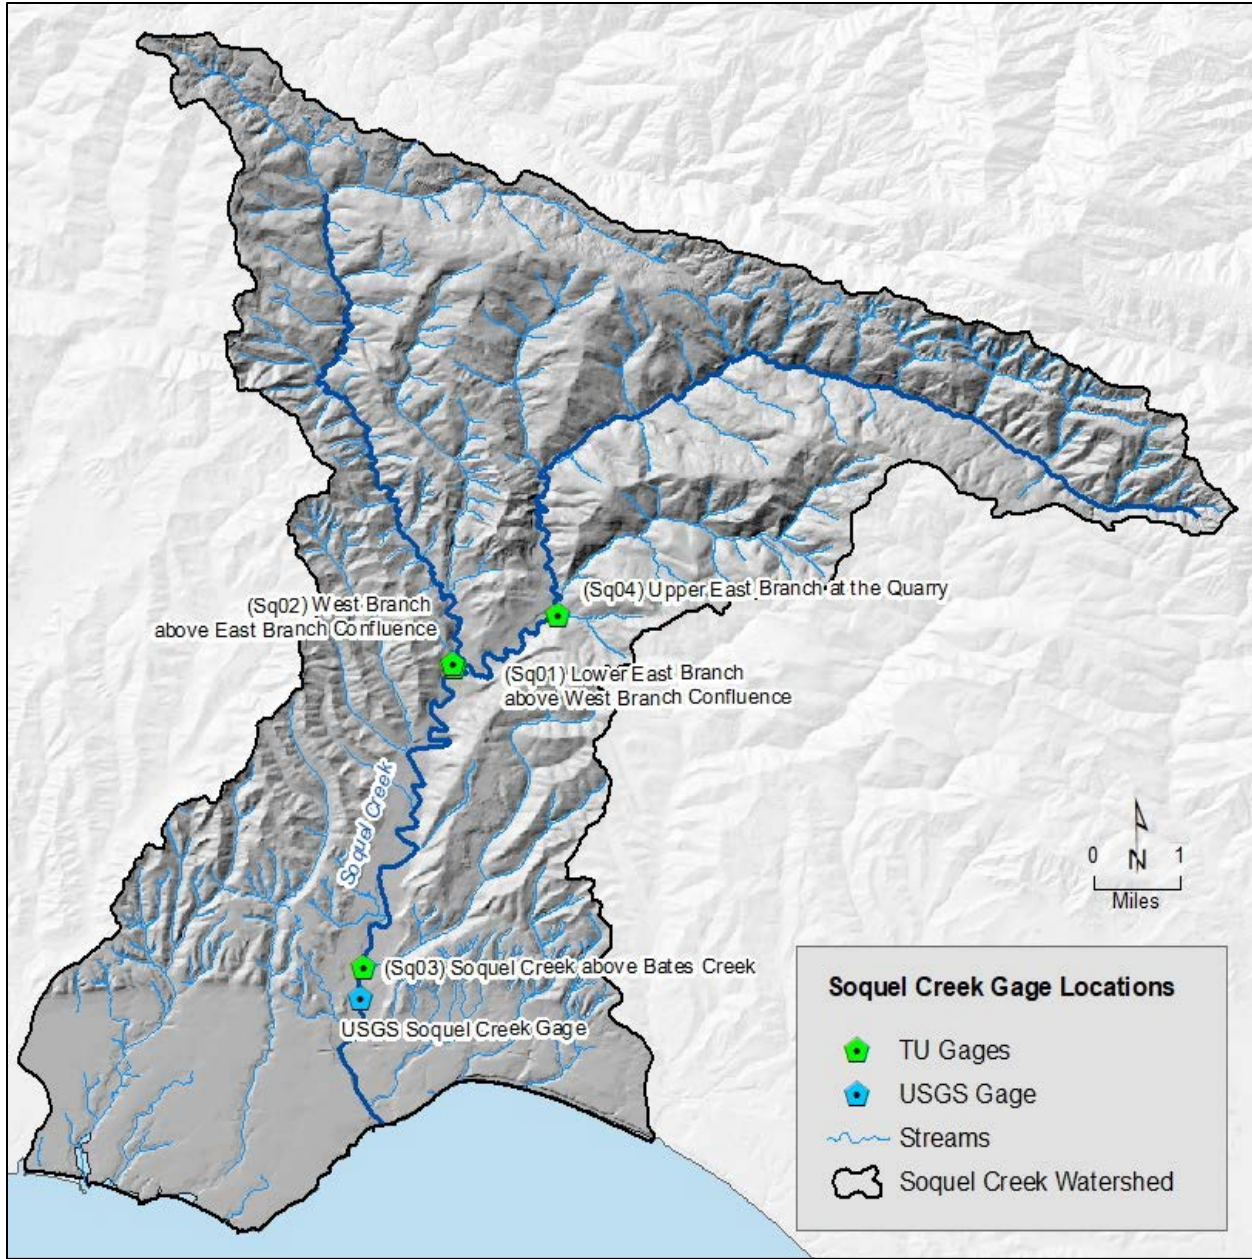 (Sq04) Upper East Branch at the Quarry
(Sq02) West Branch
above East Branch Confluence
(Sq01) Lower East Branch
above West Branch Confluence
Soquel Creek
0 N 1
Miles
(Sq03) Soquel Creek above Bates Creek
USGS Soquel Creek Gage
Soquel Creek Gage Locations
TU Gages
USGS Gage
Streams
Soquel Creek Watershed